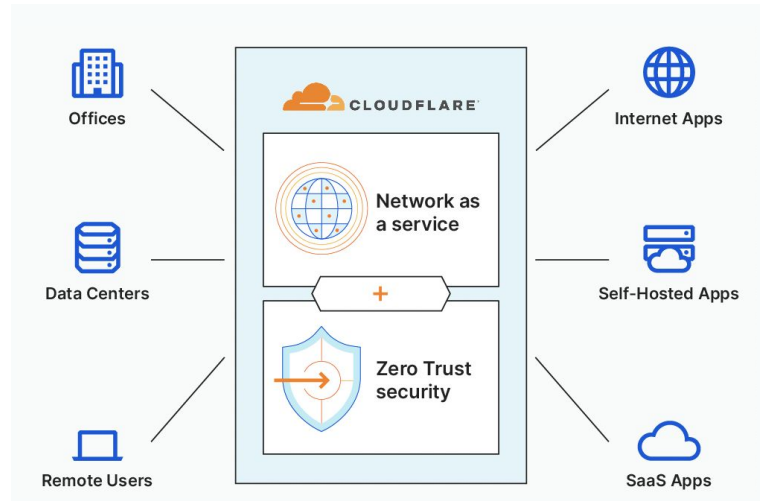 Offices
Data Centers
Remote Users
CLOUDFLARE
Network as
a service
+
Zero Trust
security
Internet Apps
Self-Hosted Apps
SaaS Apps